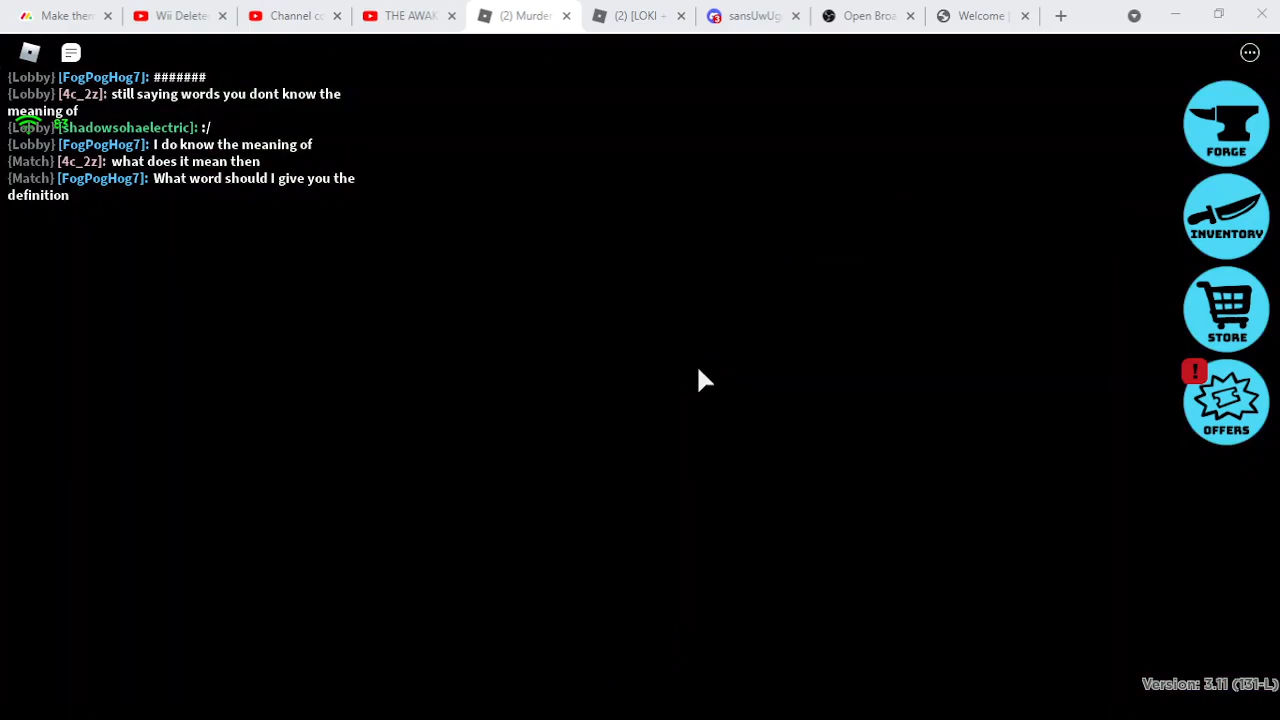 Make them
Wii Delete
Channel co
THE AWAK
(2) Murder
(2) [LOKI +
sansUwUg
Open Broa
Welcome |
{Lobby} [FogPogHog7]: #######
{Lobby} [4c_2z]: still saying words you dont know the
meaning of
{Lobby} [shadowsohaelectric]: :/
{Lobby} [FogPogHog7]: I do know the meaning of
{Match} [4c_2z]: what does it mean then
{Match} [FogPogHog7]: What word should I give you the
definition
FORGE
INVENTORY
STORE
!
OFFERS
Version: 3.11 (131-L)